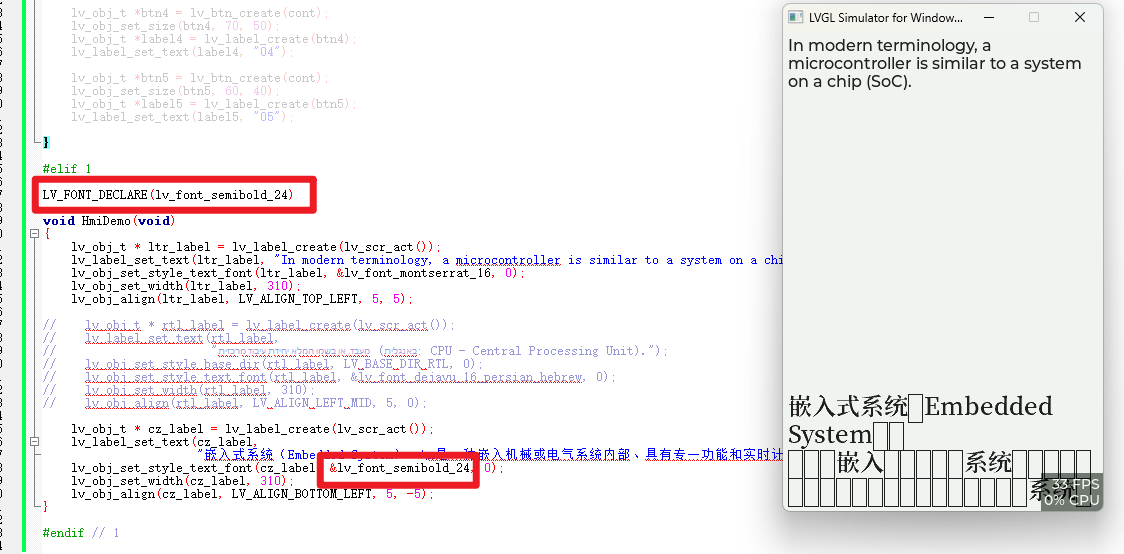 lv_obj_t *btn4 = lv_btn_create(cont);
lv_obj_set_size(btn4, 70, 50);
lv_obj_t *label4 = lv_label_create(btn4);
lv_label_set_text(label4, "04");
lv_obj_t *btn5 = lv_btn_create(cont);
lv_obj_set_size(btn5, 60, 40);
lv_obj_t *label5 = lv_label_create(btn5);
lv_label_set_text(label5, "05");
}
#elif 1
LV_FONT_DECLARE(lv_font_semibold_24)
void HmiDemo(void)
{
lv_obj_t * ltr_label = lv_label_create(lv_scr_act());
lv_label_set_text(ltr_label, "In modern terminology, a microcontroller is similar to a system on a chi
lv_obj_set_style_text_font(ltr_label, &lv_font_montserrat_16, 0);
lv_obj_set_width(ltr_label, 310);
lv_obj_align(ltr_label, LV_ALIGN_TOP_LEFT, 5, 5);
// lv_obj_t * rtl_label = lv_label_create(lv_scr_act());
// lv_label_set_text(rtl_label,
// CPU - Central Processing Unit).");
// lv_obj_set_style_base_dir(rtl_label, LV_BASE_DIR_RTL, 0);
// lv_obj_set_style_text_font(rtl_label, &lv_font_dejavu_16_persian_hebrew, 0);
// lv_obj_set_width(rtl_label, 310);
// lv_obj_align(rtl_label, LV_ALIGN_LEFT_MID, 5, 0);
lv_obj_t * cz_label = lv_label_create(lv_scr_act());
lv_label_set_text(cz_label,
"嵌入式系统（Embedded 嵌入机械或电气系统内部、具有专一功能和实时计
lv_obj_set_style_text_font(cz_label &lv_font_semibold_24, 0);
lv_obj_set_width(cz_label, 310);
lv_obj_align(cz_label, LV_ALIGN_BOTTOM_LEFT, 5, -5);
}
#endif // 1
LVGL Simulator for Window...
In modern terminology, a
microcontroller is similar to a system
on a chip (SoC).
嵌入式系统 Embedded
System
嵌入 系统
系统
33 FPS
0% CPU